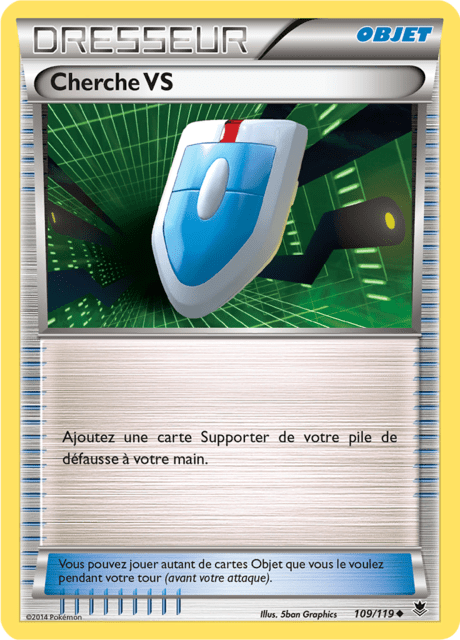 DRESSEUR
OBJET
Cherche VS
Ajoutez une carte Supporter de votre pile de
défausse à votre main.
Vous pouvez jouer autant de cartes Objet que vous le voulez
pendant votre tour (avant votre attaque).
©2014 Pokémon
Illus. 5ban Graphics
109/119